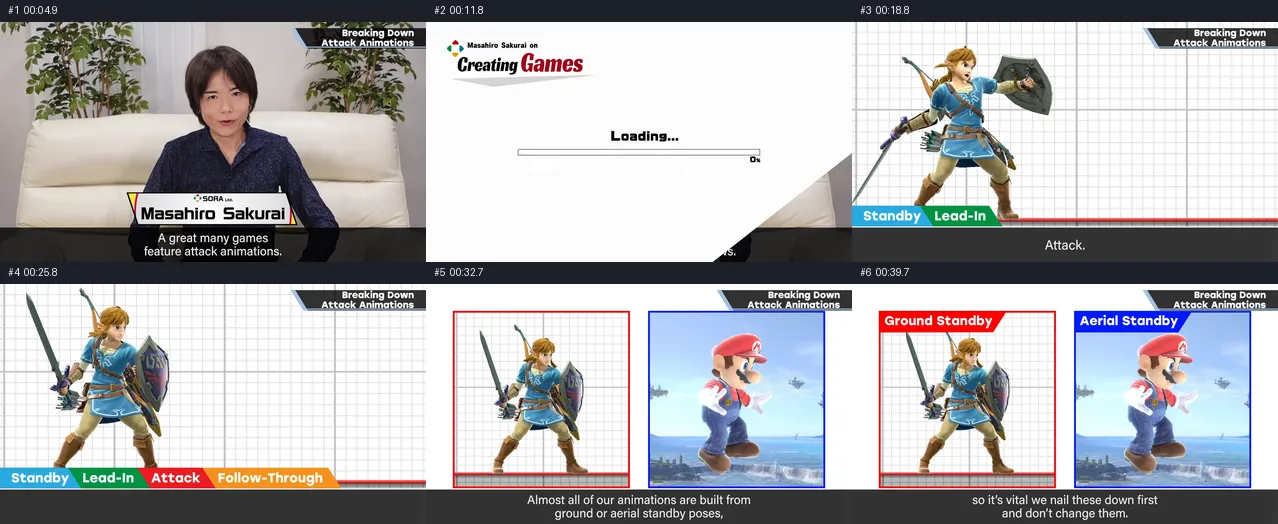 #1 00:04.9
Breaking Down
Attack Animations
SORA LTD.
Masahiro Sakurai
A great many games
feature attack animations.
#2 00:11.8
Masahiro Sakurai on
Creating Games
Loading...
0%
ws.
#3 00:18.8
Breaking Down
Attack Animations
Standby Lead-In
Attack.
#4 00:25.8
Breaking Down
Attack Animations
Standby Lead-In Attack Follow-Through
#5 00:32.7
Breaking Down
Attack Animations
Almost all of our animations are built from
ground or aerial standby poses,
#6 00:39.7
Breaking Down
Attack Animations
Ground Standby
Aerial Standby
so it's vital we nail these down first
and don't change them.